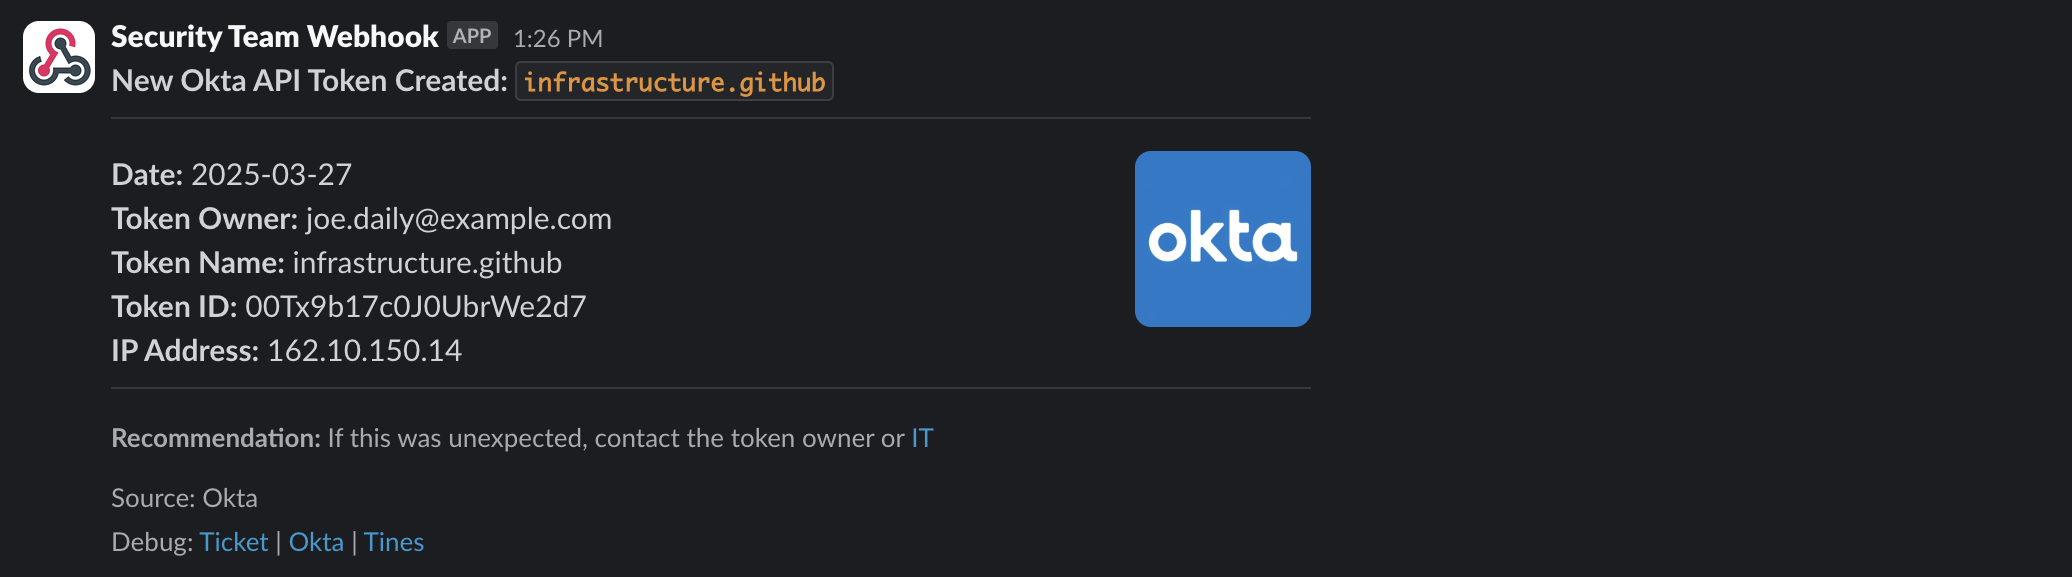 Security Team Webhook APP 1:26 PM
New Okta API Token Created: infrastructure.github
Date: 2025-03-27
okta
Token Owner: joe.daily@example.com
Token Name: infrastructure.github
Token ID: 00Tx9b17c0J0UbrWe2d7
IP Address: 162.10.150.14
Recommendation: If this was unexpected, contact the token owner or IT
Source: Okta
Debug: Ticket | Okta | Tines